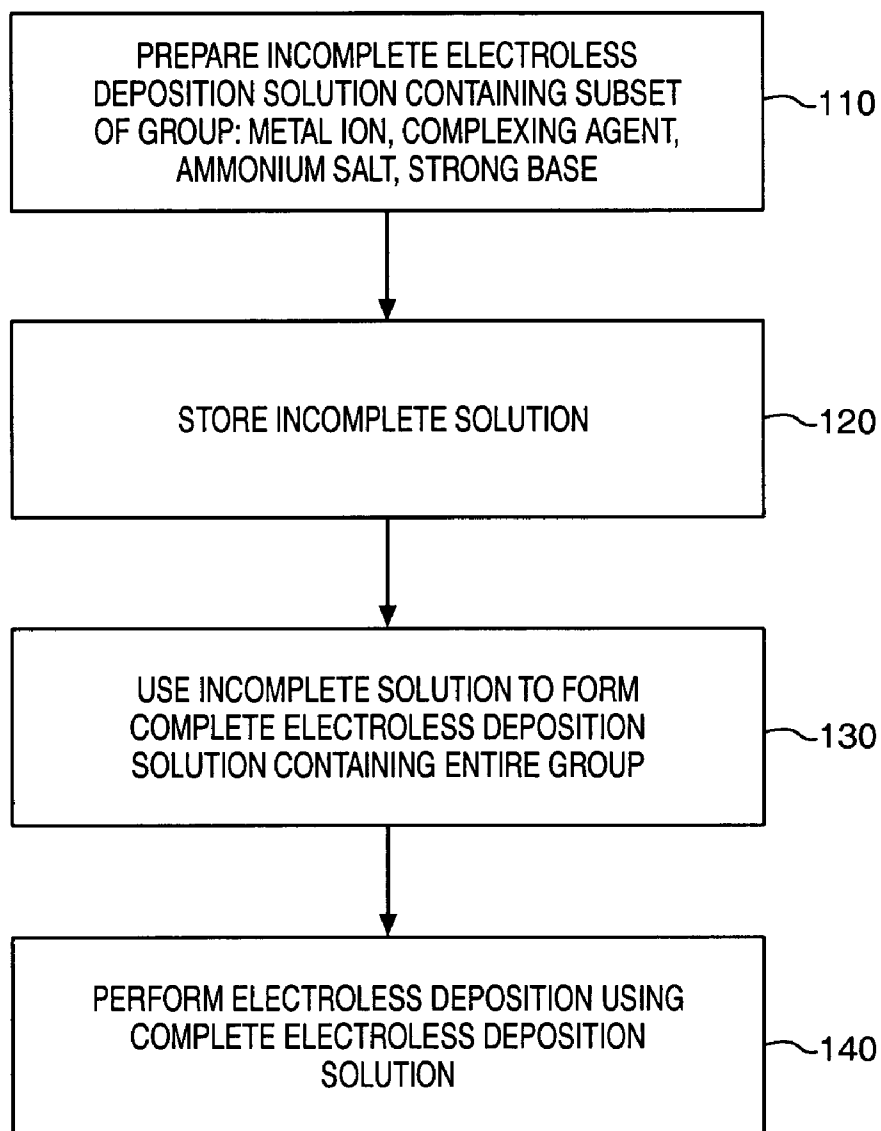 PREPARE INCOMPLETE ELECTROLESS
DEPOSITION SOLUTION CONTAINING SUBSET
OF GROUP: METAL ION, COMPLEXING AGENT,
AMMONIUM SALT, STRONG BASE
110
STORE INCOMPLETE SOLUTION
120
USE INCOMPLETE SOLUTION TO FORM
COMPLETE ELECTROLESS DEPOSITION
SOLUTION CONTAINING ENTIRE GROUP
130
PERFORM ELECTROLESS DEPOSITION USING
COMPLETE ELECTROLESS DEPOSITION
SOLUTION
140